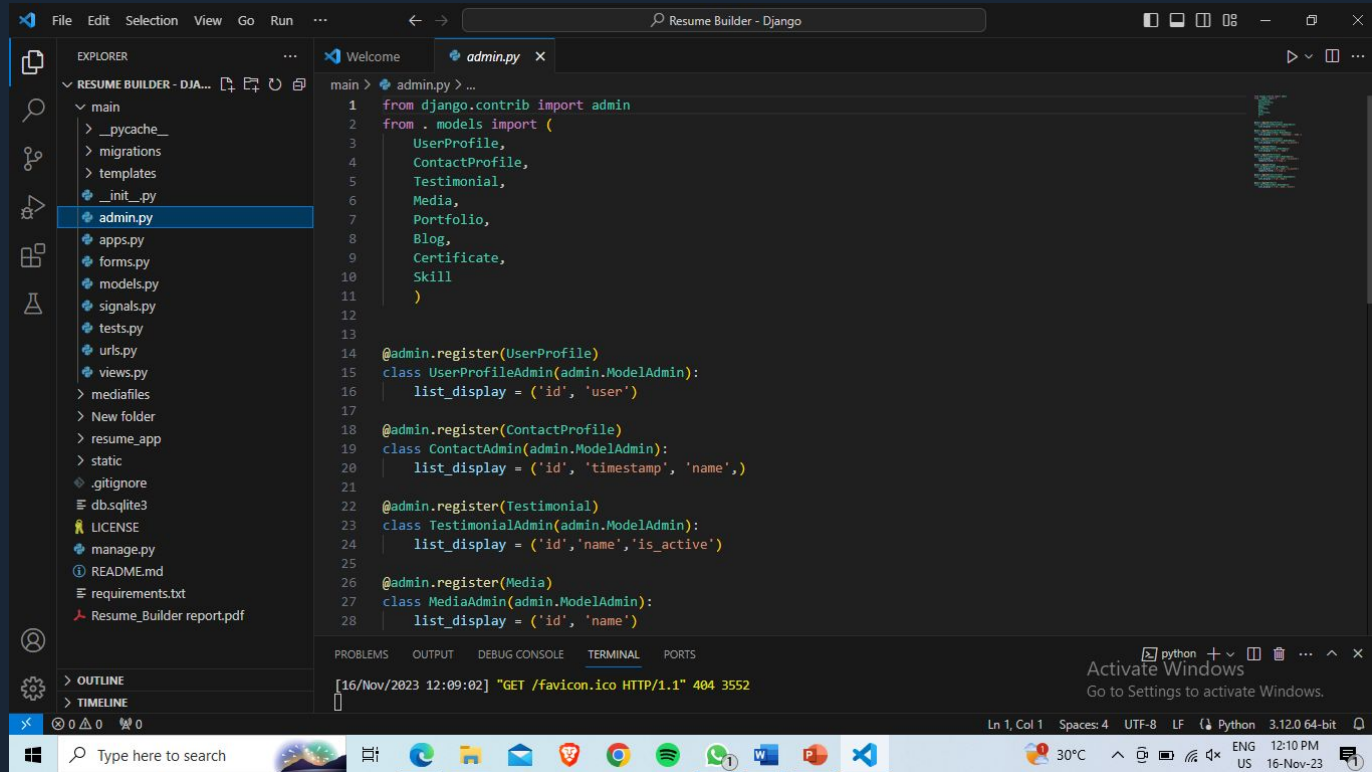 File Edit Selection View Go Run ··· ← → Resume Builder - Django
EXPLORER ···
RESUME BUILDER - DJA...
main
__pycache__
migrations
templates
__init__.py
admin.py
apps.py
forms.py
models.py
signals.py
tests.py
urls.py
views.py
mediafiles
New folder
resume_app
static
.gitignore
db.sqlite3
LICENSE
manage.py
README.md
requirements.txt
Resume_Builder report.pdf
OUTLINE
TIMELINE
Welcome admin.py ×
main > admin.py > ...
1 from django.contrib import admin
2 from . models import (
3     UserProfile,
4     ContactProfile,
5     Testimonial,
6     Media,
7     Portfolio,
8     Blog,
9     Certificate,
10     Skill
11     )
12
13
14 @admin.register(UserProfile)
15 class UserProfileAdmin(admin.ModelAdmin):
16     list_display = ('id', 'user')
17
18 @admin.register(ContactProfile)
19 class ContactAdmin(admin.ModelAdmin):
20     list_display = ('id', 'timestamp', 'name',)
21
22 @admin.register(Testimonial)
23 class TestimonialAdmin(admin.ModelAdmin):
24     list_display = ('id','name','is_active')
25
26 @admin.register(Media)
27 class MediaAdmin(admin.ModelAdmin):
28     list_display = ('id', 'name')
PROBLEMS OUTPUT DEBUG CONSOLE TERMINAL PORTS python
[16/Nov/2023 12:09:02] "GET /favicon.ico HTTP/1.1" 404 3552
Activate Windows
Go to Settings to activate Windows.
0 0 0 Ln 1, Col 1 Spaces: 4 UTF-8 LF Python 3.12.0 64-bit
Type here to search 1 30°C ENG US 12:10 PM 16-Nov-23 1